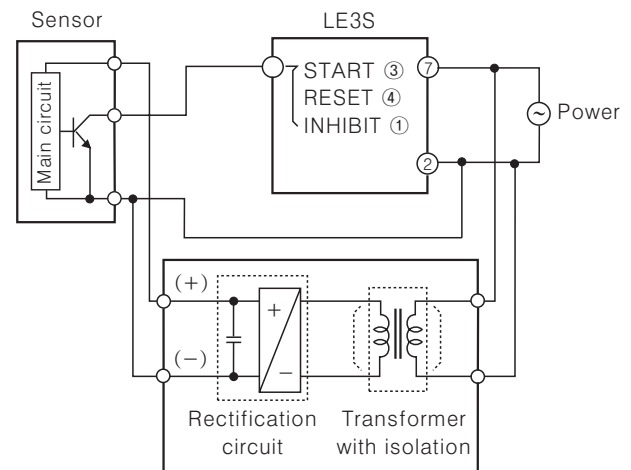 Sensor
LE3S
Main circuit
START ③
RESET ④
INHIBIT ①
⑦
②
~
Power
(+)
(−)
+
−
Rectification
circuit
Transformer
with isolation